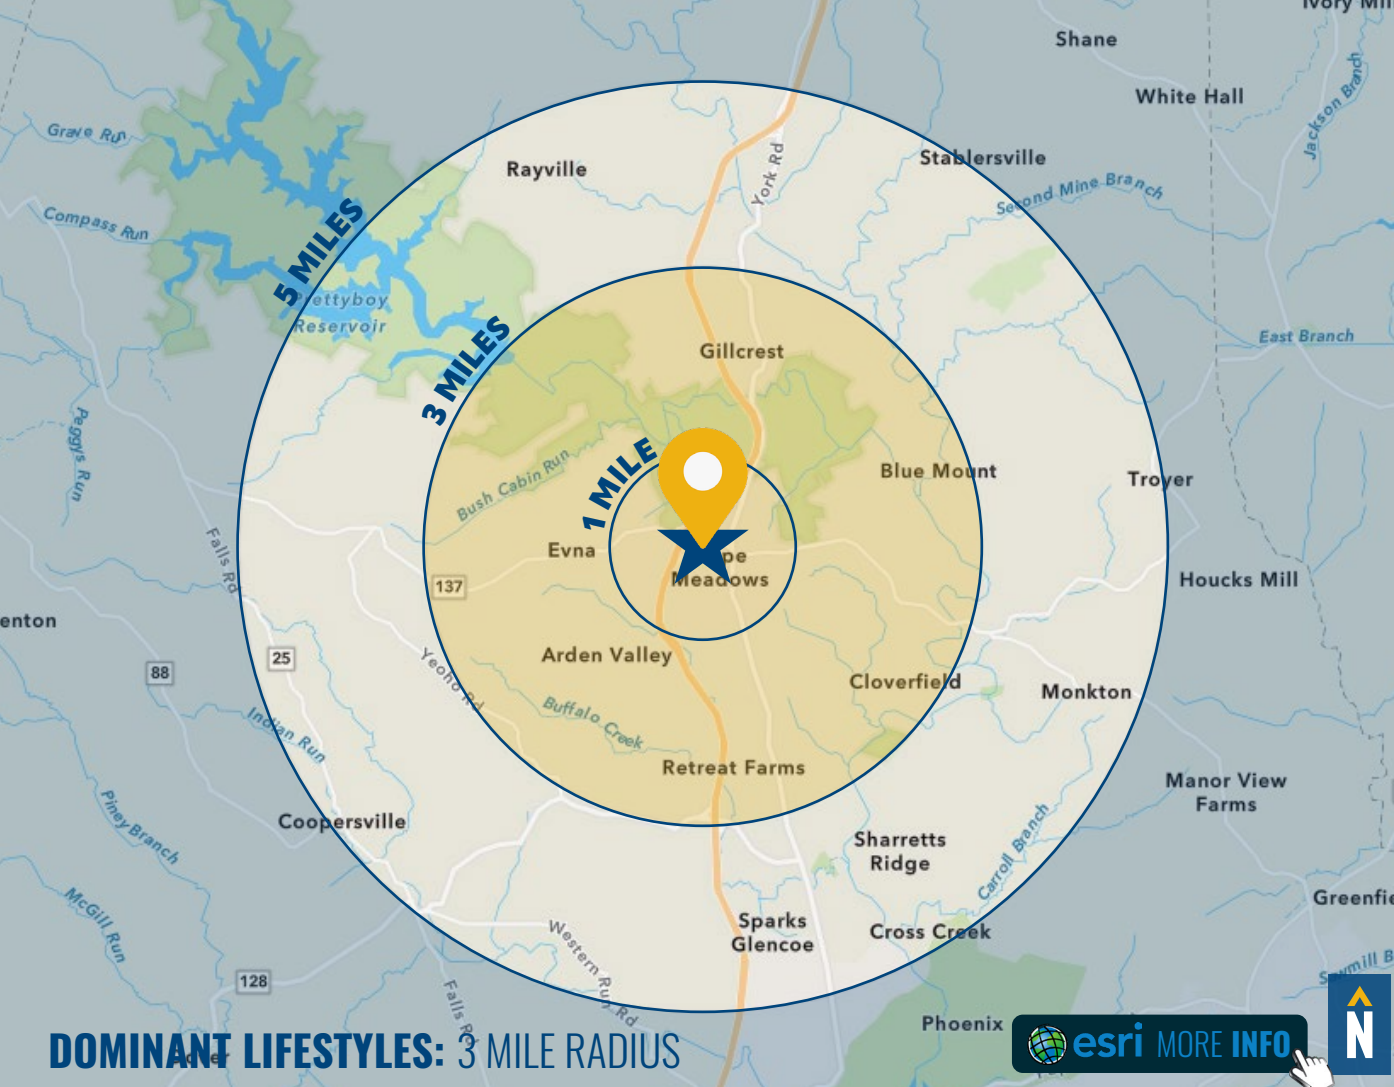 Ivory Mil
Shane
White Hall
Jackson Branch
Grave Run
York Rd
Stablersville
Rayville
Second Mine Branch
Compass Run
5 MILES
Prettyboy
Reservoir
East Branch
3 MILES
Gillcrest
Peggys Run
1 MILE
Bush Cabin Run
Blue Mount
Troyer
Falls Rd
Evna
pe
Meadows
137
Houcks Mill
enton
25
88
Yeoho Rd
Arden Valley
Cloverfield
Monkton
Indian Run
Buffalo Creek
Retreat Farms
Manor View
Farms
Piney Branch
Coopersville
Sharretts
Ridge
Carroll Branch
McGill Run
Greenfie
Sparks
Glencoe
Cross Creek
Western Run Rd
128
Falls Rd
Sawmill B
Phoenix
DOMINANT LIFESTYLES: 3 MILE RADIUS
esri MORE INFO
N